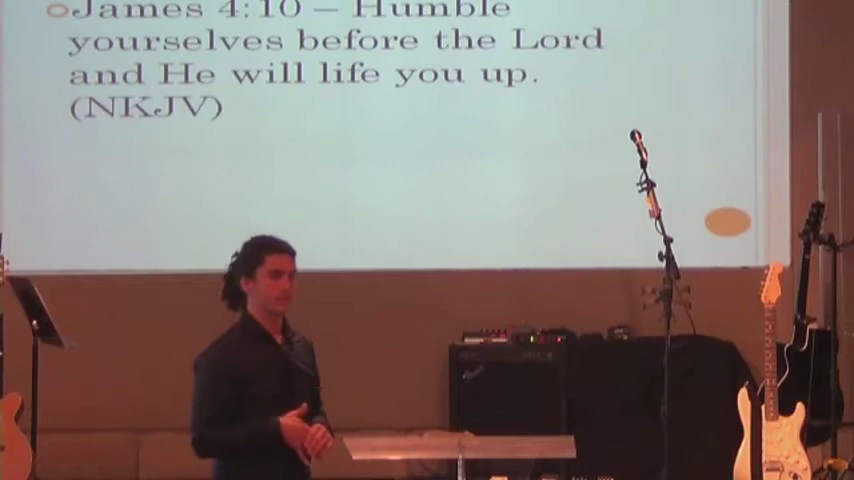 James 4:10 – Humble
yourselves before the Lord
and He will life you up.
(NKJV)